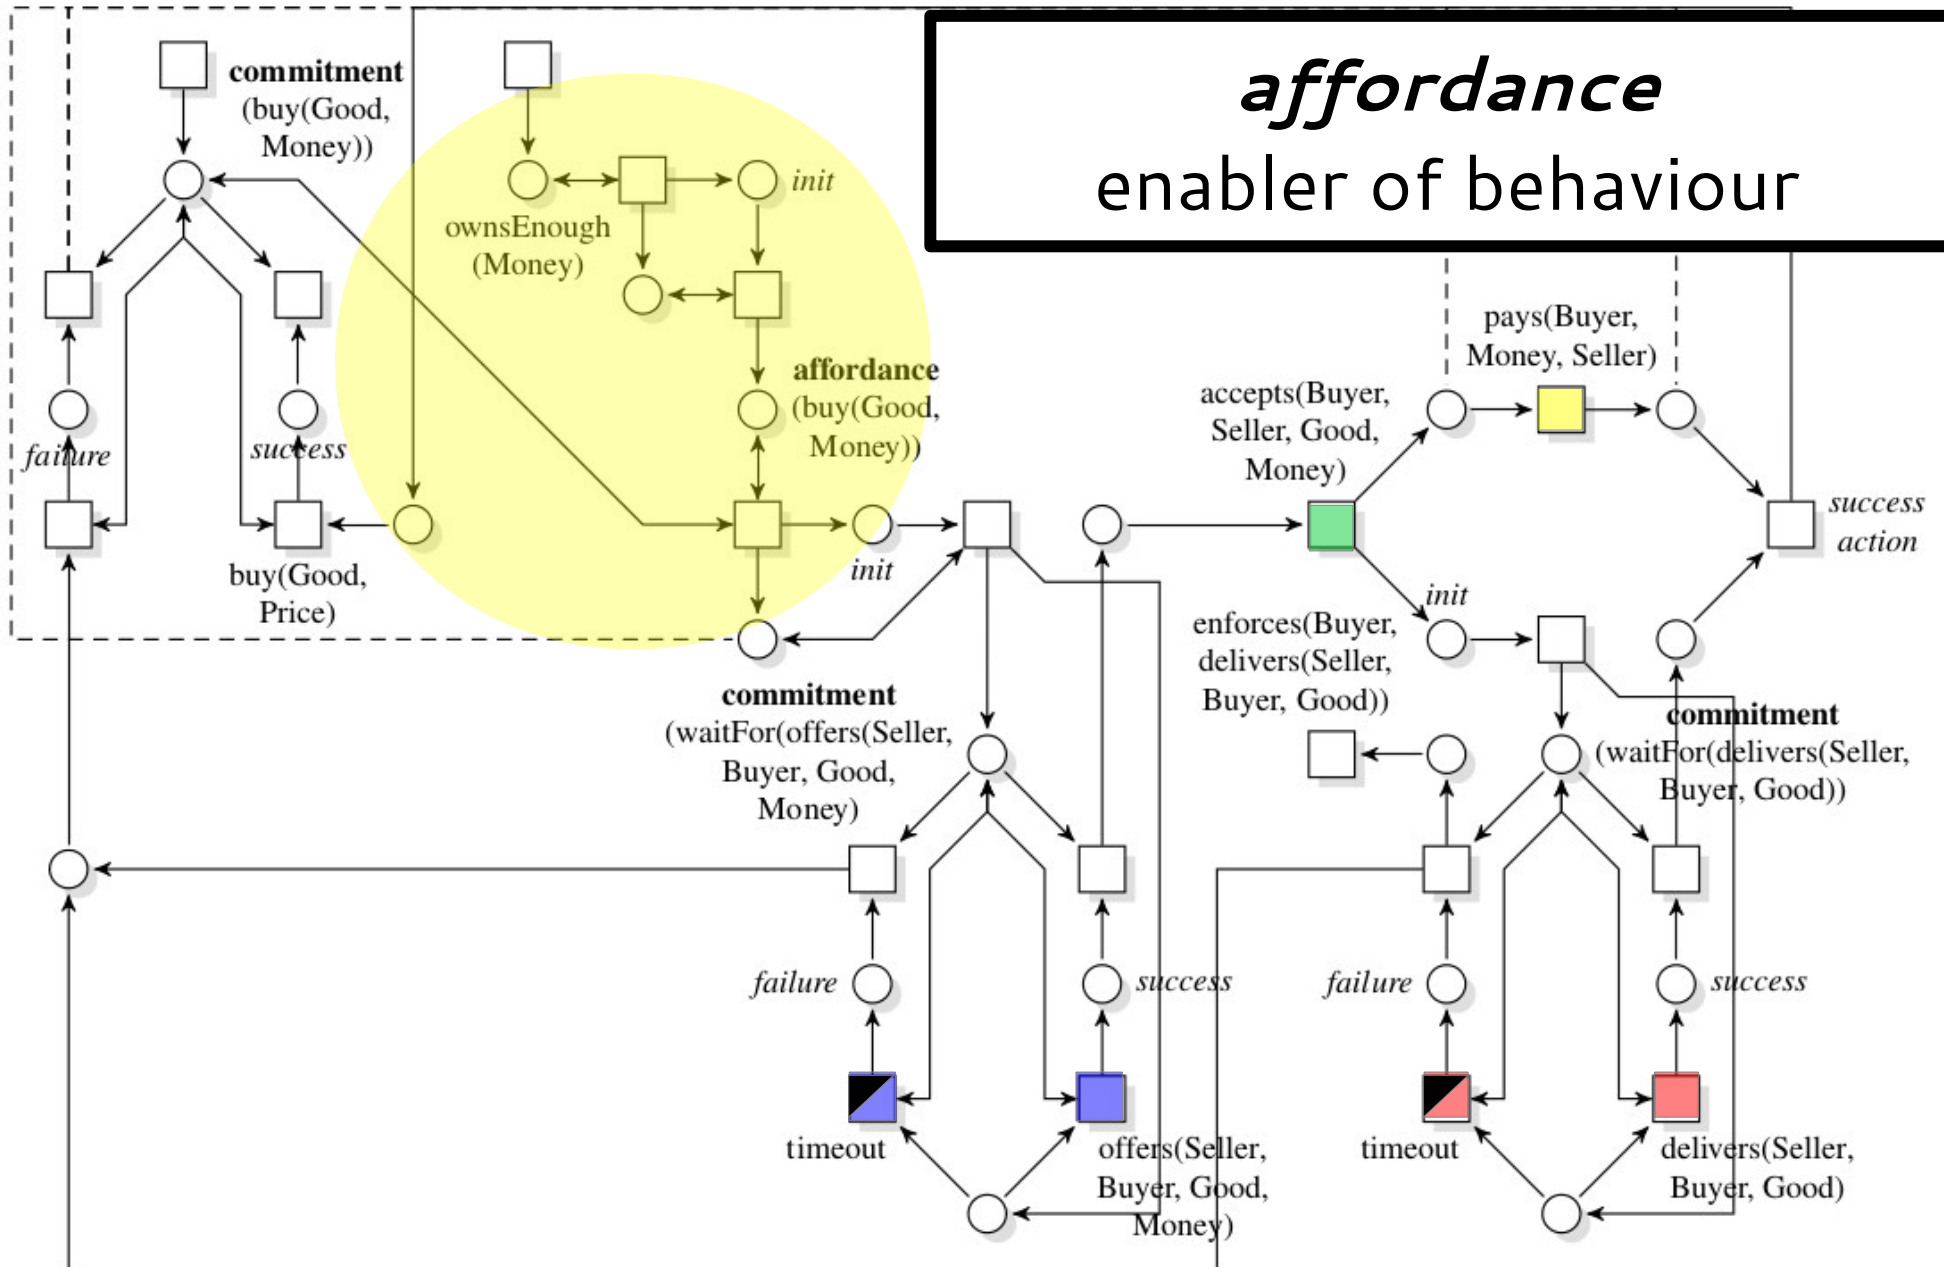 affordance
enabler of behaviour
commitment
(buy(Good,
Money))
init
ownsEnough
(Money)
affordance
(buy(Good,
Money))
failure
success
buy(Good,
Price)
init
pays(Buyer,
Money, Seller)
accepts(Buyer,
Seller, Good,
Money)
success
action
init
enforces(Buyer,
delivers(Seller,
Buyer, Good))
commitment
(waitFor(offers(Seller,
Buyer, Good,
Money)
commitment
(waitFor(delivers(Seller,
Buyer, Good))
failure
success
failure
success
timeout
offers(Seller,
Buyer, Good,
Money)
timeout
delivers(Seller,
Buyer, Good)